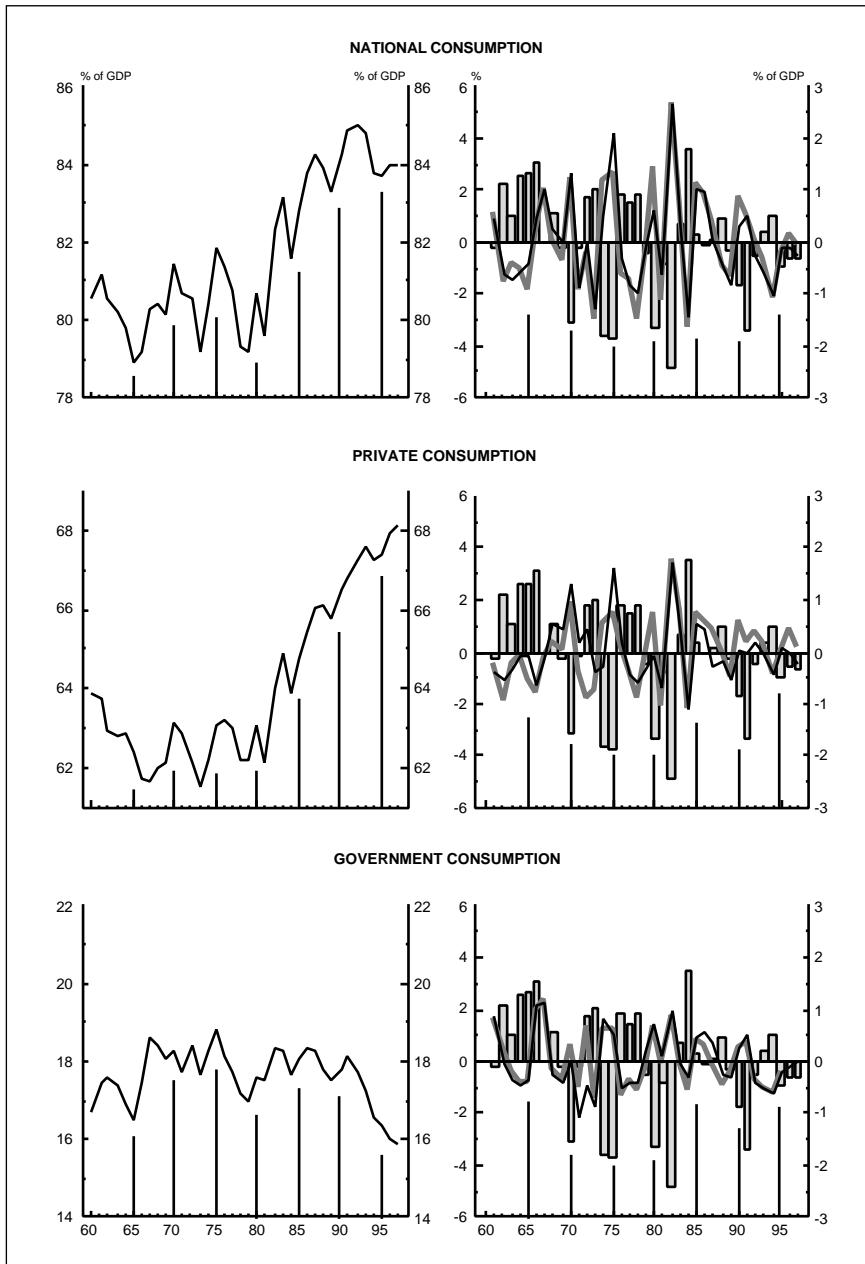 NATIONAL CONSUMPTION
% of GDP % of GDP % % of GDP
86 86 6 3
84 84 4 2
2 1
82 82 0 0
80 80 -2 -1
-4 -2
78 78 -6 -3
PRIVATE CONSUMPTION
6 3
68 68 4 2
66 66 2 1
0 0
64 64 -2 -1
62 62 -4 -2
-6 -3
GOVERNMENT CONSUMPTION
22 22 6 3
20 20 4 2
2 1
18 18 0 0
16 16 -2 -1
-4 -2
14 14 -6 -3
60 65 70 75 80 85 90 95 60 65 70 75 80 85 90 95